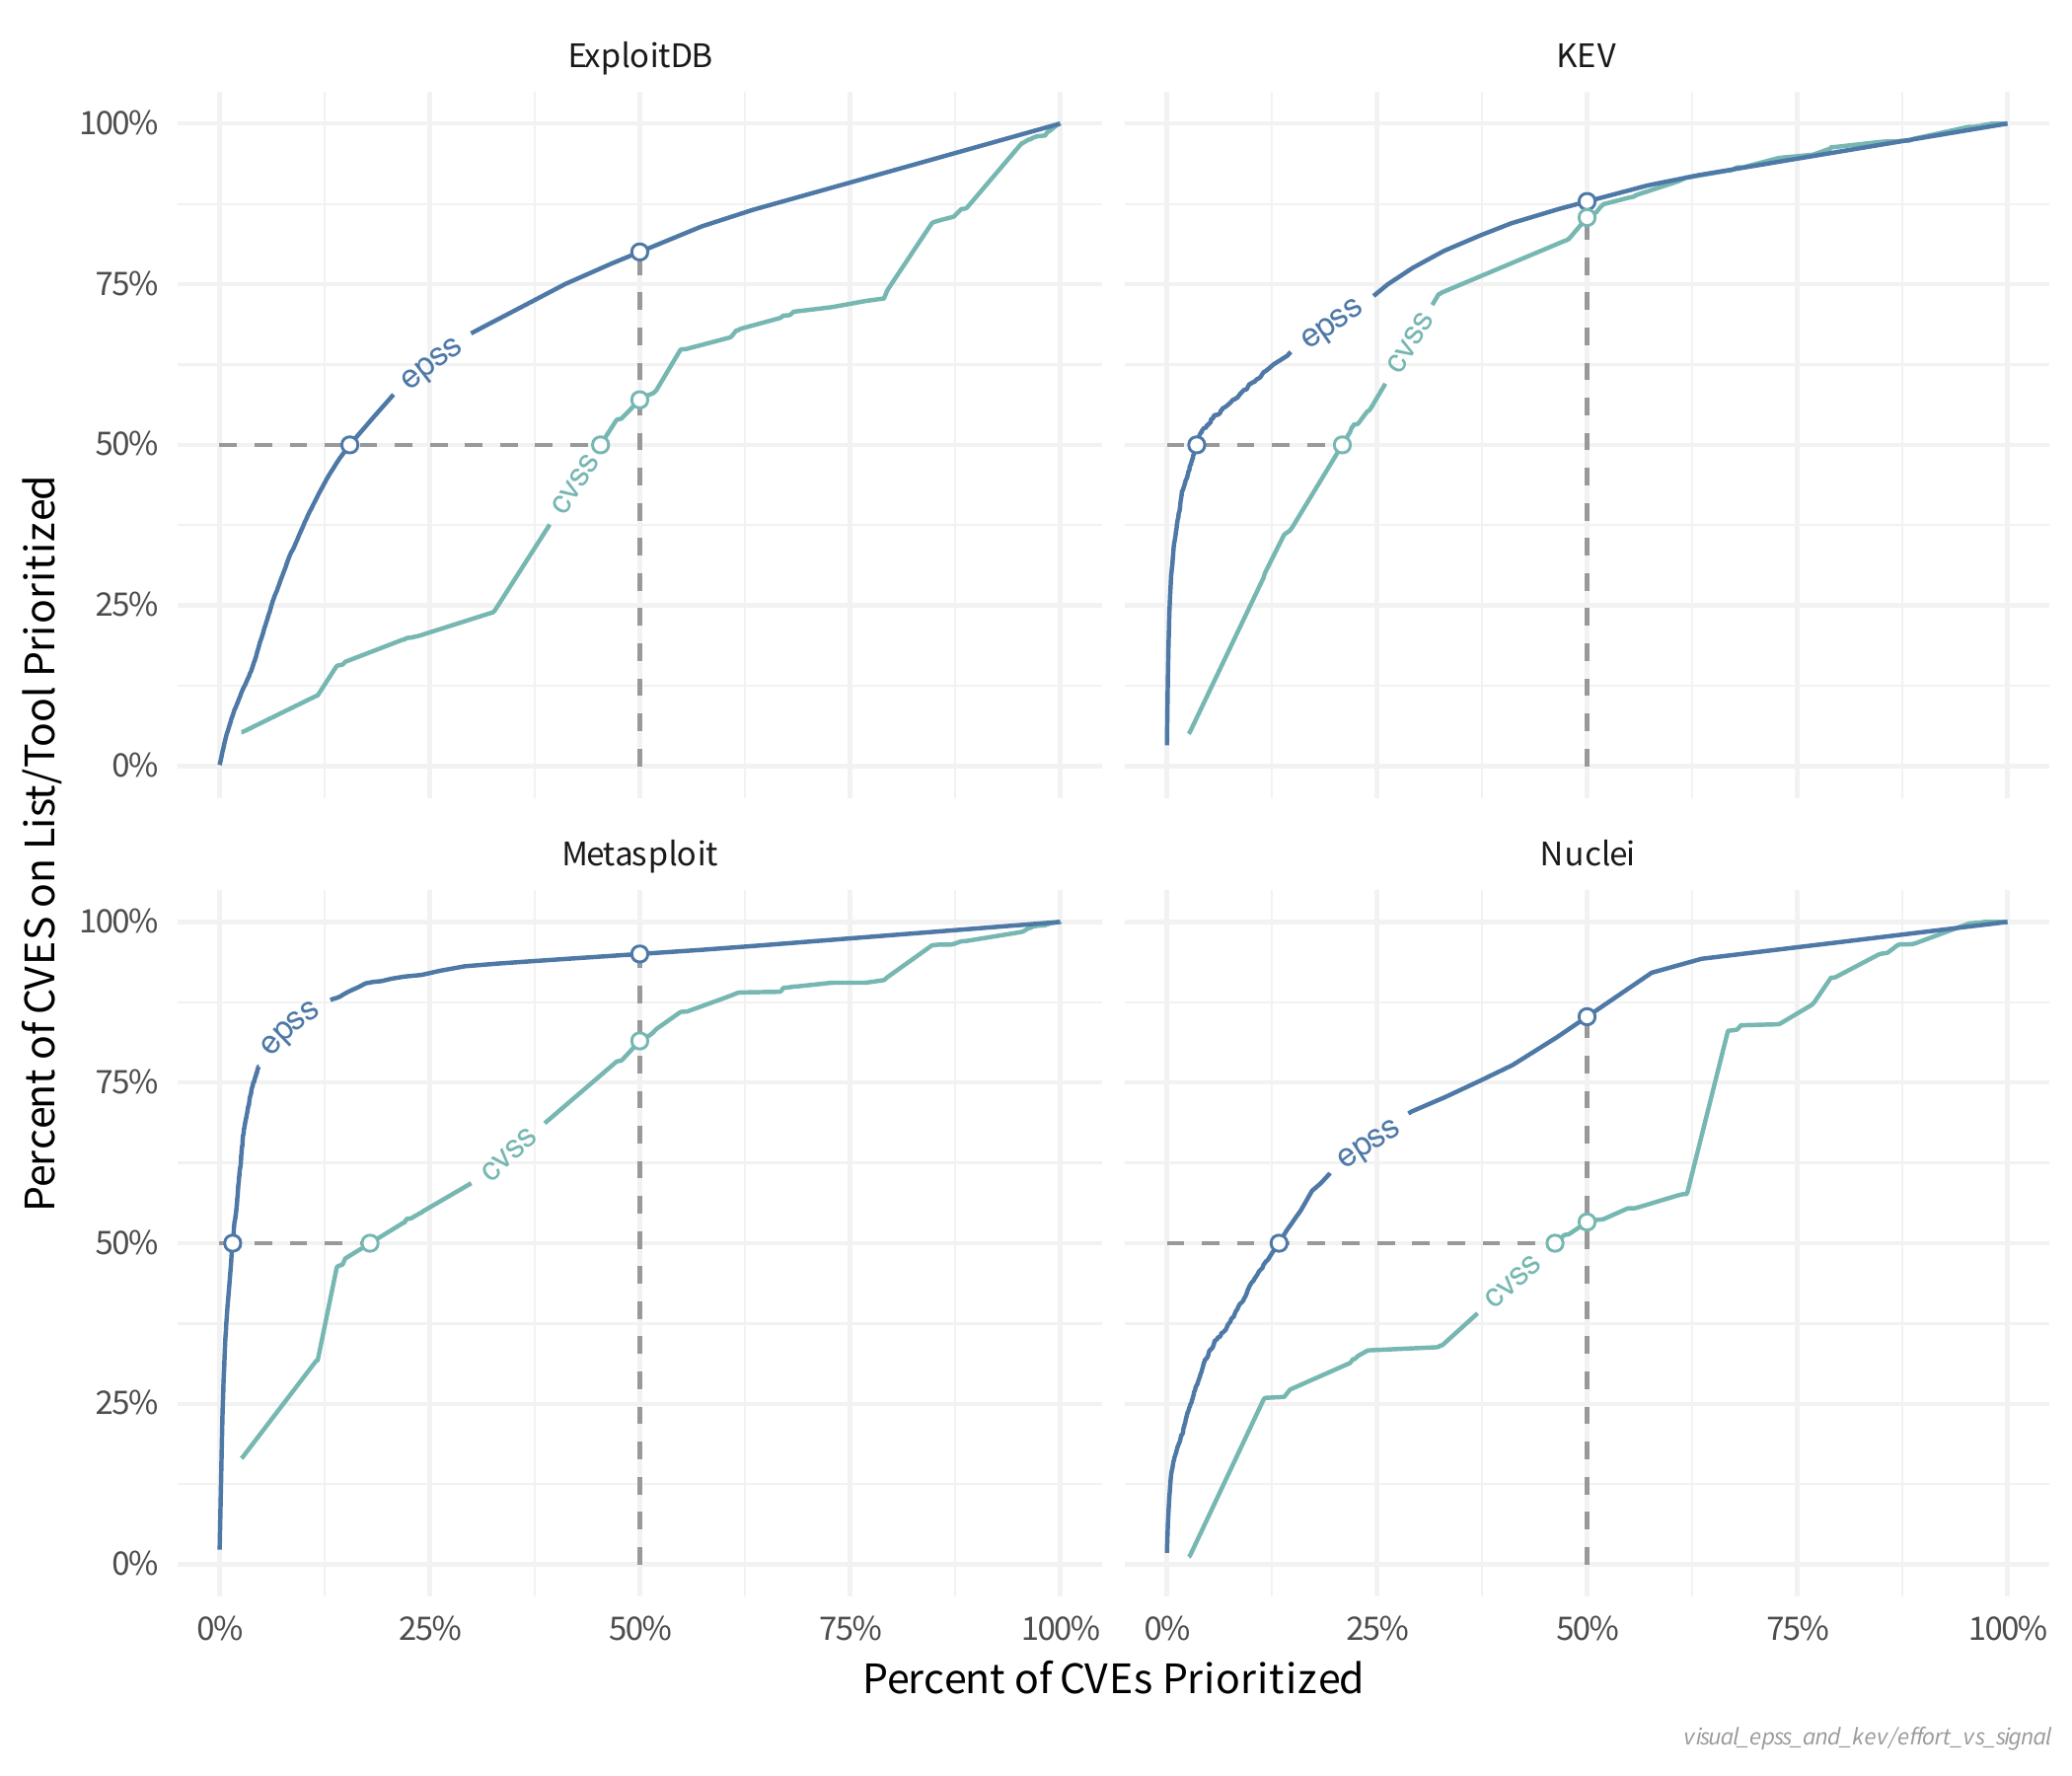 ExploitDB
KEV
100%
75%
50%
25%
0%
epss
cvss
epss
cvss
Percent of CVES on List/Tool Prioritized
Metasploit
Nuclei
100%
75%
50%
25%
0%
epss
cvss
epss
cvss
0%
25%
50%
75%
100%
0%
25%
50%
75%
100%
Percent of CVEs Prioritized
visual_epss_and_kev/effort_vs_signal